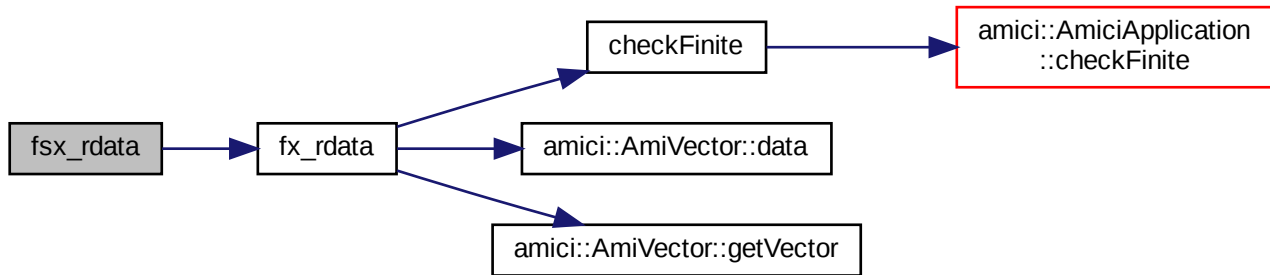 fsx_rdata
fx_rdata
checkFinite
amici::AmiciApplication
::checkFinite
amici::AmiVector::data
amici::AmiVector::getVector